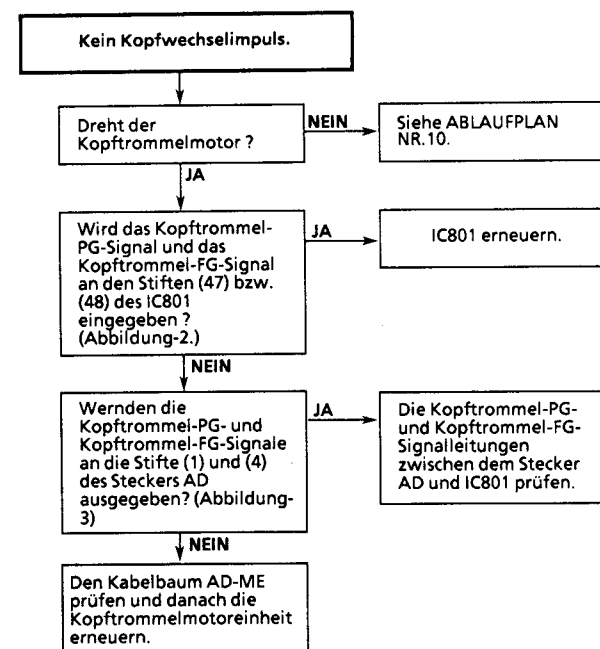 Kein Kopfwechselimpuls.
Dreht der
Kopftrommelmotor ?
NEIN
Siehe ABLAUFPLAN
NR.10.
JA
Wird das Kopftrommel-
PG-Signal und das
Kopftrommel-FG-Signal
an den Stiften (47) bzw.
(48) des IC801
eingegeben ?
(Abbildung-2.)
JA
IC801 erneuern.
NEIN
Wernden die
Kopftrommel-PG- und
Kopftrommel-FG-Signale
an die Stifte (1) und (4)
des Steckers AD
ausgegeben? (Abbildung-
3)
JA
Die Kopftrommel-PG-
und Kopftrommel-FG-
Signalleitungen
zwischen dem Stecker
AD und IC801 prüfen.
NEIN
Den Kabelbaum AD-ME
prüfen und danach die
Kopftrommelmotoreinheit
erneuern.